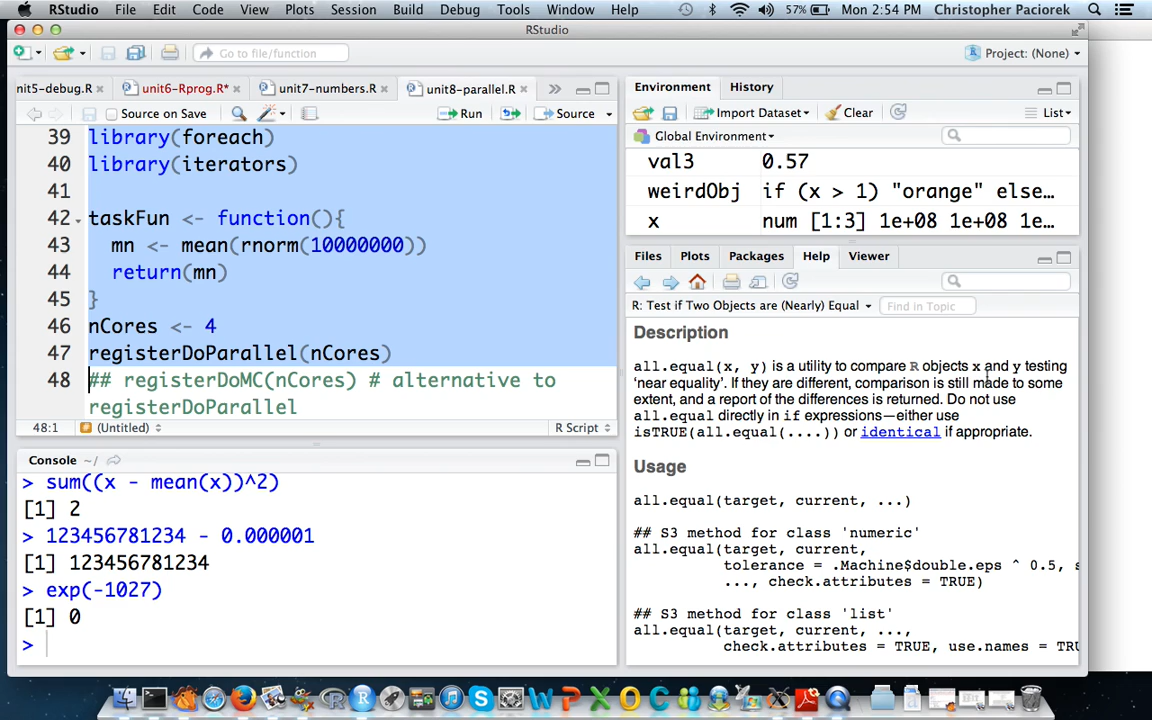 RStudio File Edit Code View Plots Session Build Debug Tools Window Help 57% Mon 2:54 PM Christopher Paciorek
RStudio
Go to file/function
Project: (None)
nit5-debug.R unit6-Rprog.R* unit7-numbers.R unit8-parallel.R
Source on Save Run Source
39 library(foreach)
40 library(iterators)
41
42 taskFun <- function(){
43 mn <- mean(rnorm(10000000))
44 return(mn)
45 }
46 nCores <- 4
47 registerDoParallel(nCores)
48 ## registerDoMC(nCores) # alternative to
registerDoParallel
48:1 (Untitled) R Script
Console ~/
> sum((x - mean(x))^2)
[1] 2
> 123456781234 - 0.000001
[1] 123456781234
> exp(-1027)
[1] 0
>
Environment History
Import Dataset Clear List
Global Environment
val3 0.57
weirdObj if (x > 1) "orange" else…
x num [1:3] 1e+08 1e+08 1e…
Files Plots Packages Help Viewer
R: Test if Two Objects are (Nearly) Equal Find in Topic
Description
all.equal(x, y) is a utility to compare R objects x and y testing
‘near equality’. If they are different, comparison is still made to some
extent, and a report of the differences is returned. Do not use
all.equal directly in if expressions—either use
isTRUE(all.equal(....)) or identical if appropriate.
Usage
all.equal(target, current, ...)
## S3 method for class 'numeric'
all.equal(target, current,
tolerance = .Machine$double.eps ^ 0.5, s
..., check.attributes = TRUE)
## S3 method for class 'list'
all.equal(target, current, ...,
check.attributes = TRUE, use.names = TRU